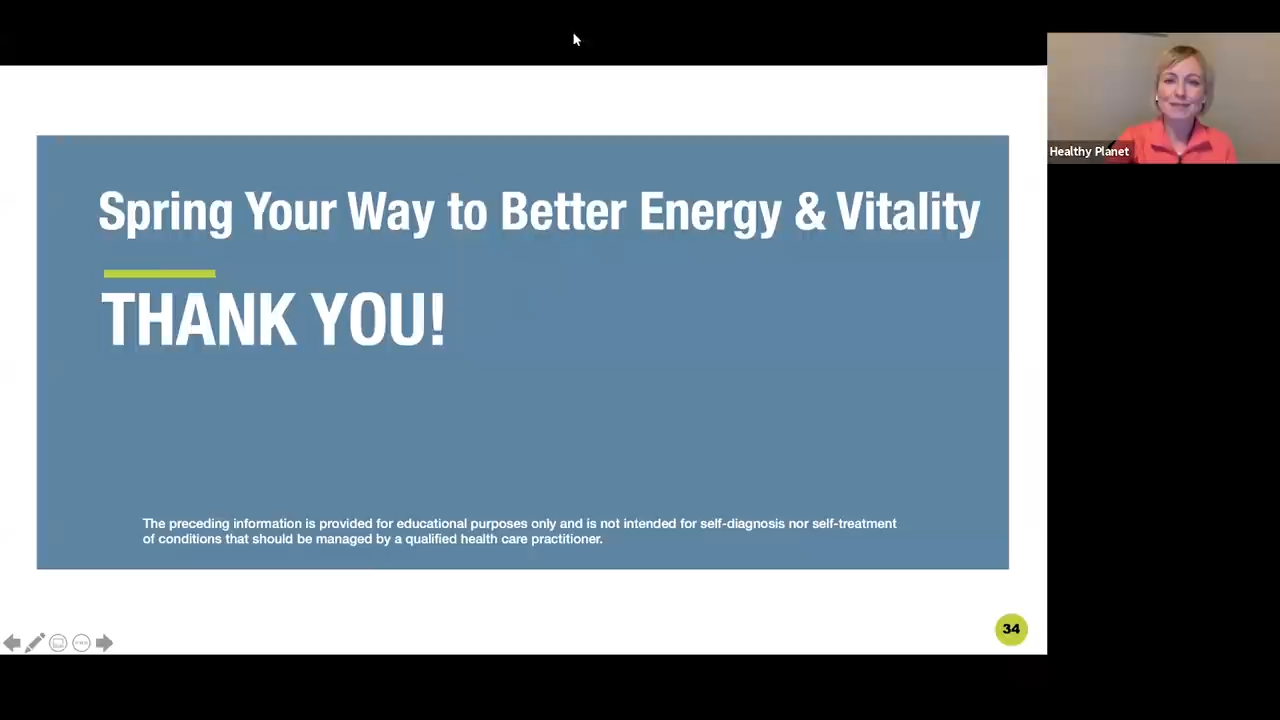 Spring Your Way to Better Energy & Vitality
THANK YOU!
The preceding information is provided for educational purposes only and is not intended for self-diagnosis nor self-treatment
of conditions that should be managed by a qualified health care practitioner.
34
Healthy Planet